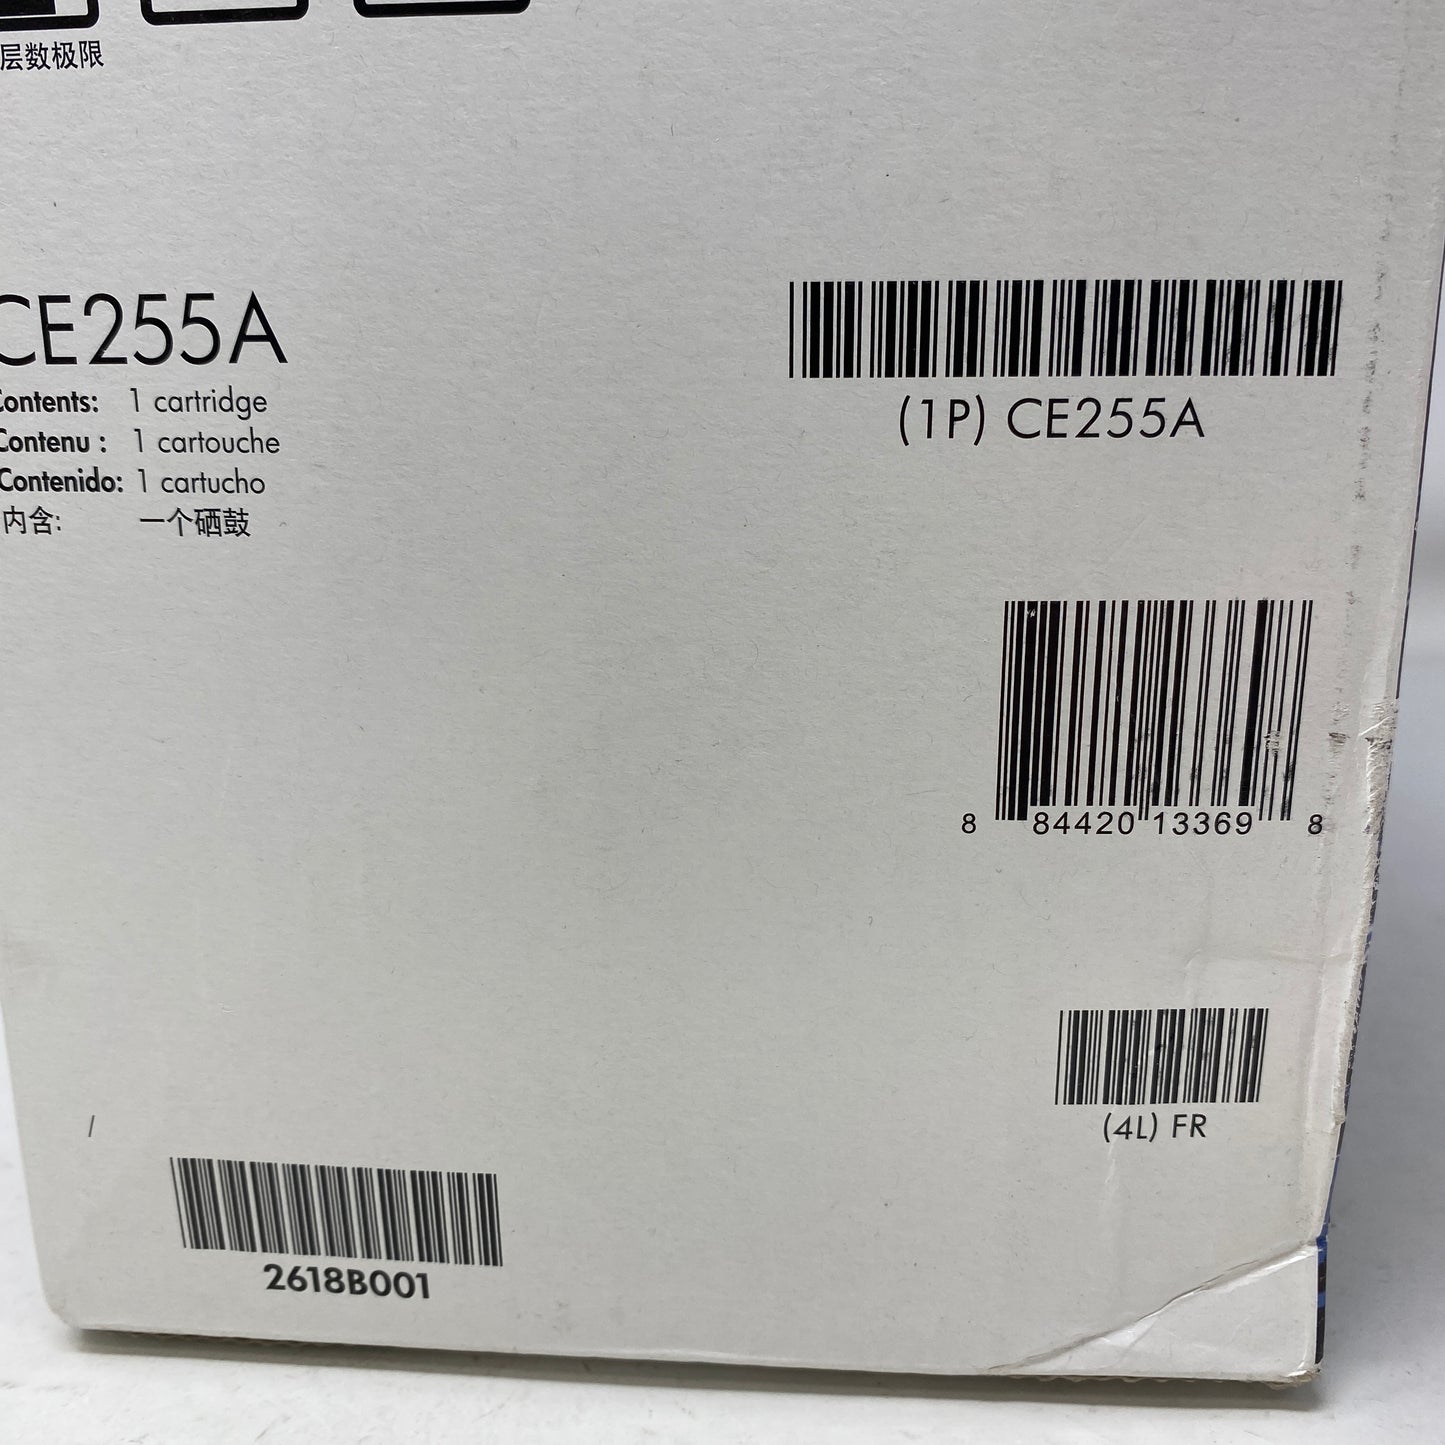 层数极限
CE255A
Contents: 1 cartridge
Contenu : 1 cartouche
Contenido: 1 cartucho
内含: 一个硒鼓
(1P) CE255A
8 84420 13369 8
(4L) FR
/
2618B001